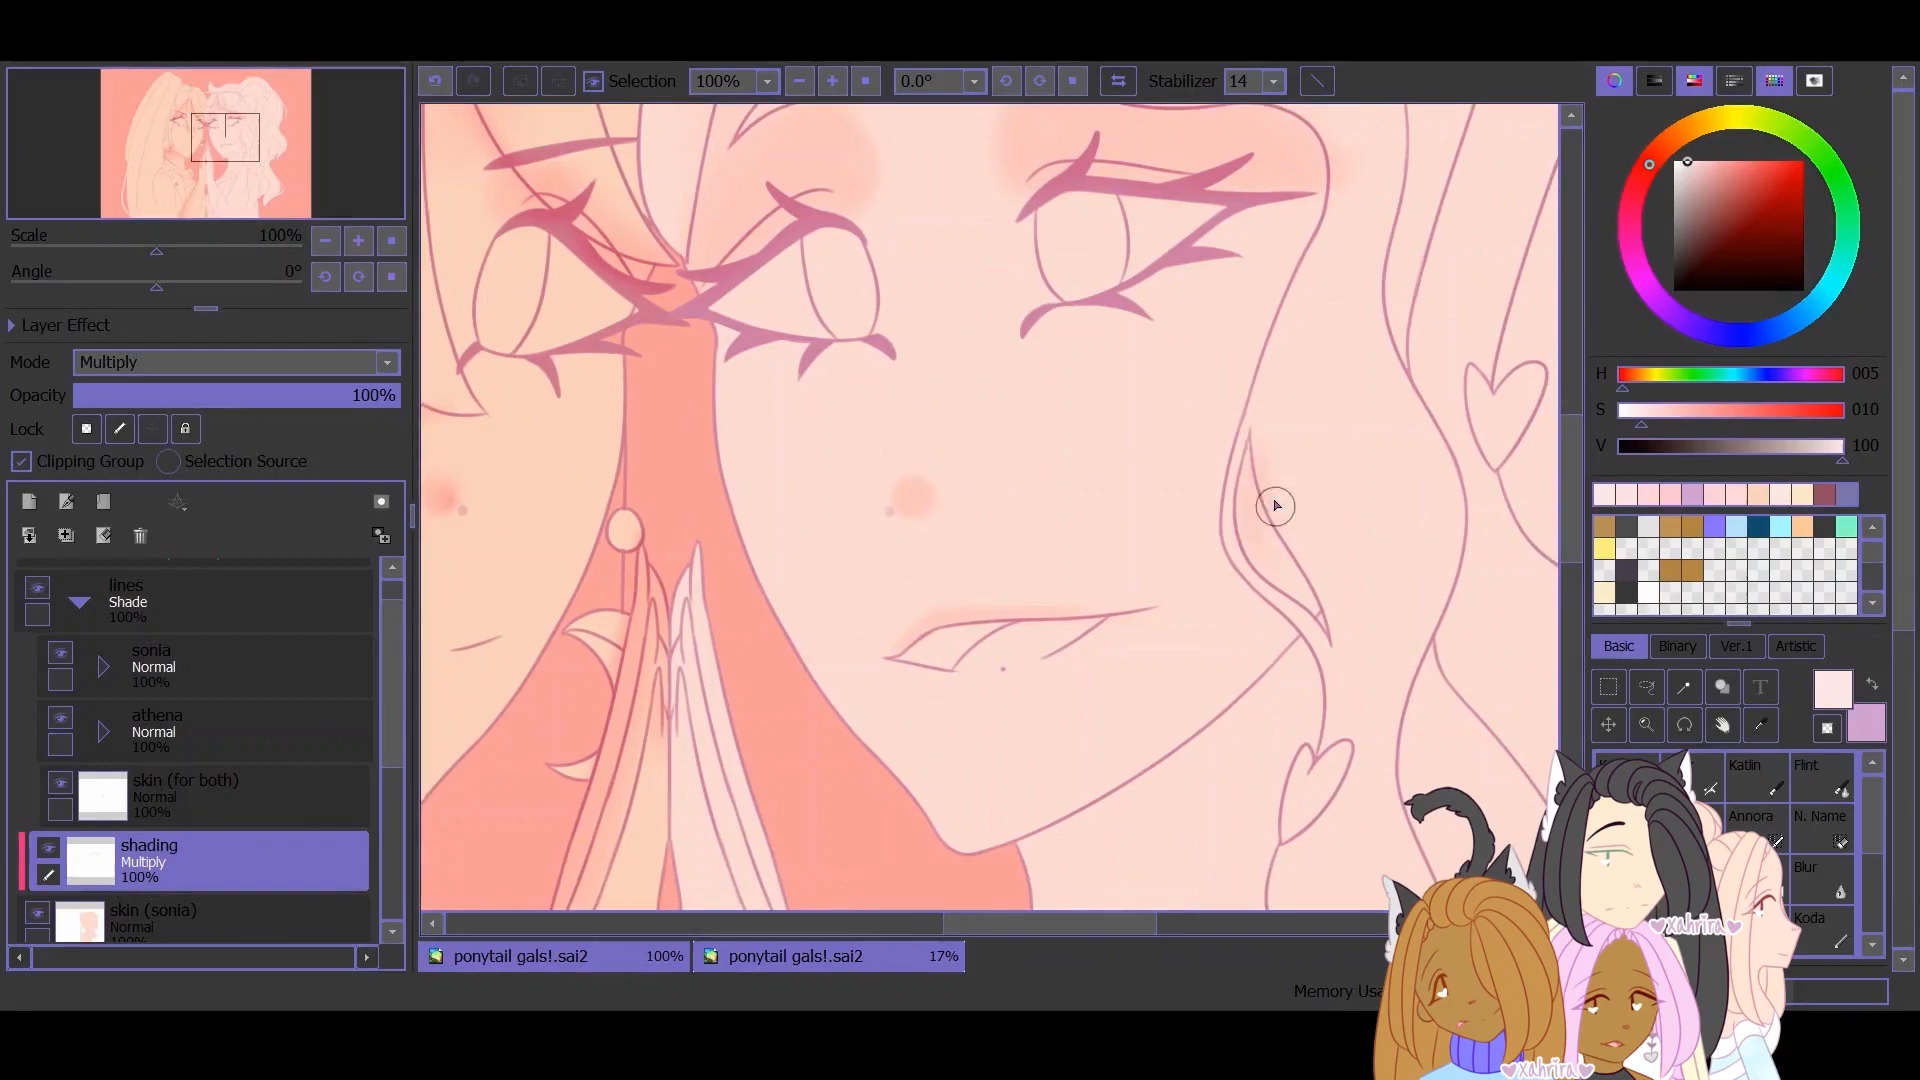 Selection
100%
0.0°
Stabilizer 14
Scale 100%
Angle 0°
Layer Effect
Mode Multiply
Opacity 100%
Lock
Clipping Group Selection Source
lines
Shade
100%
sonia
Normal
100%
athena
Normal
100%
skin (for both)
Normal
100%
shading
Multiply
100%
skin (sonia)
Normal
ponytail gals!.sai2 100%
ponytail gals!.sai2 17%
H 005
S 010
V 100
Basic Binary Ver.1 Artistic
T
Katlin Flint
Annora N. Name
Blur
Koda
Memory Usa
xahrira
xahrira